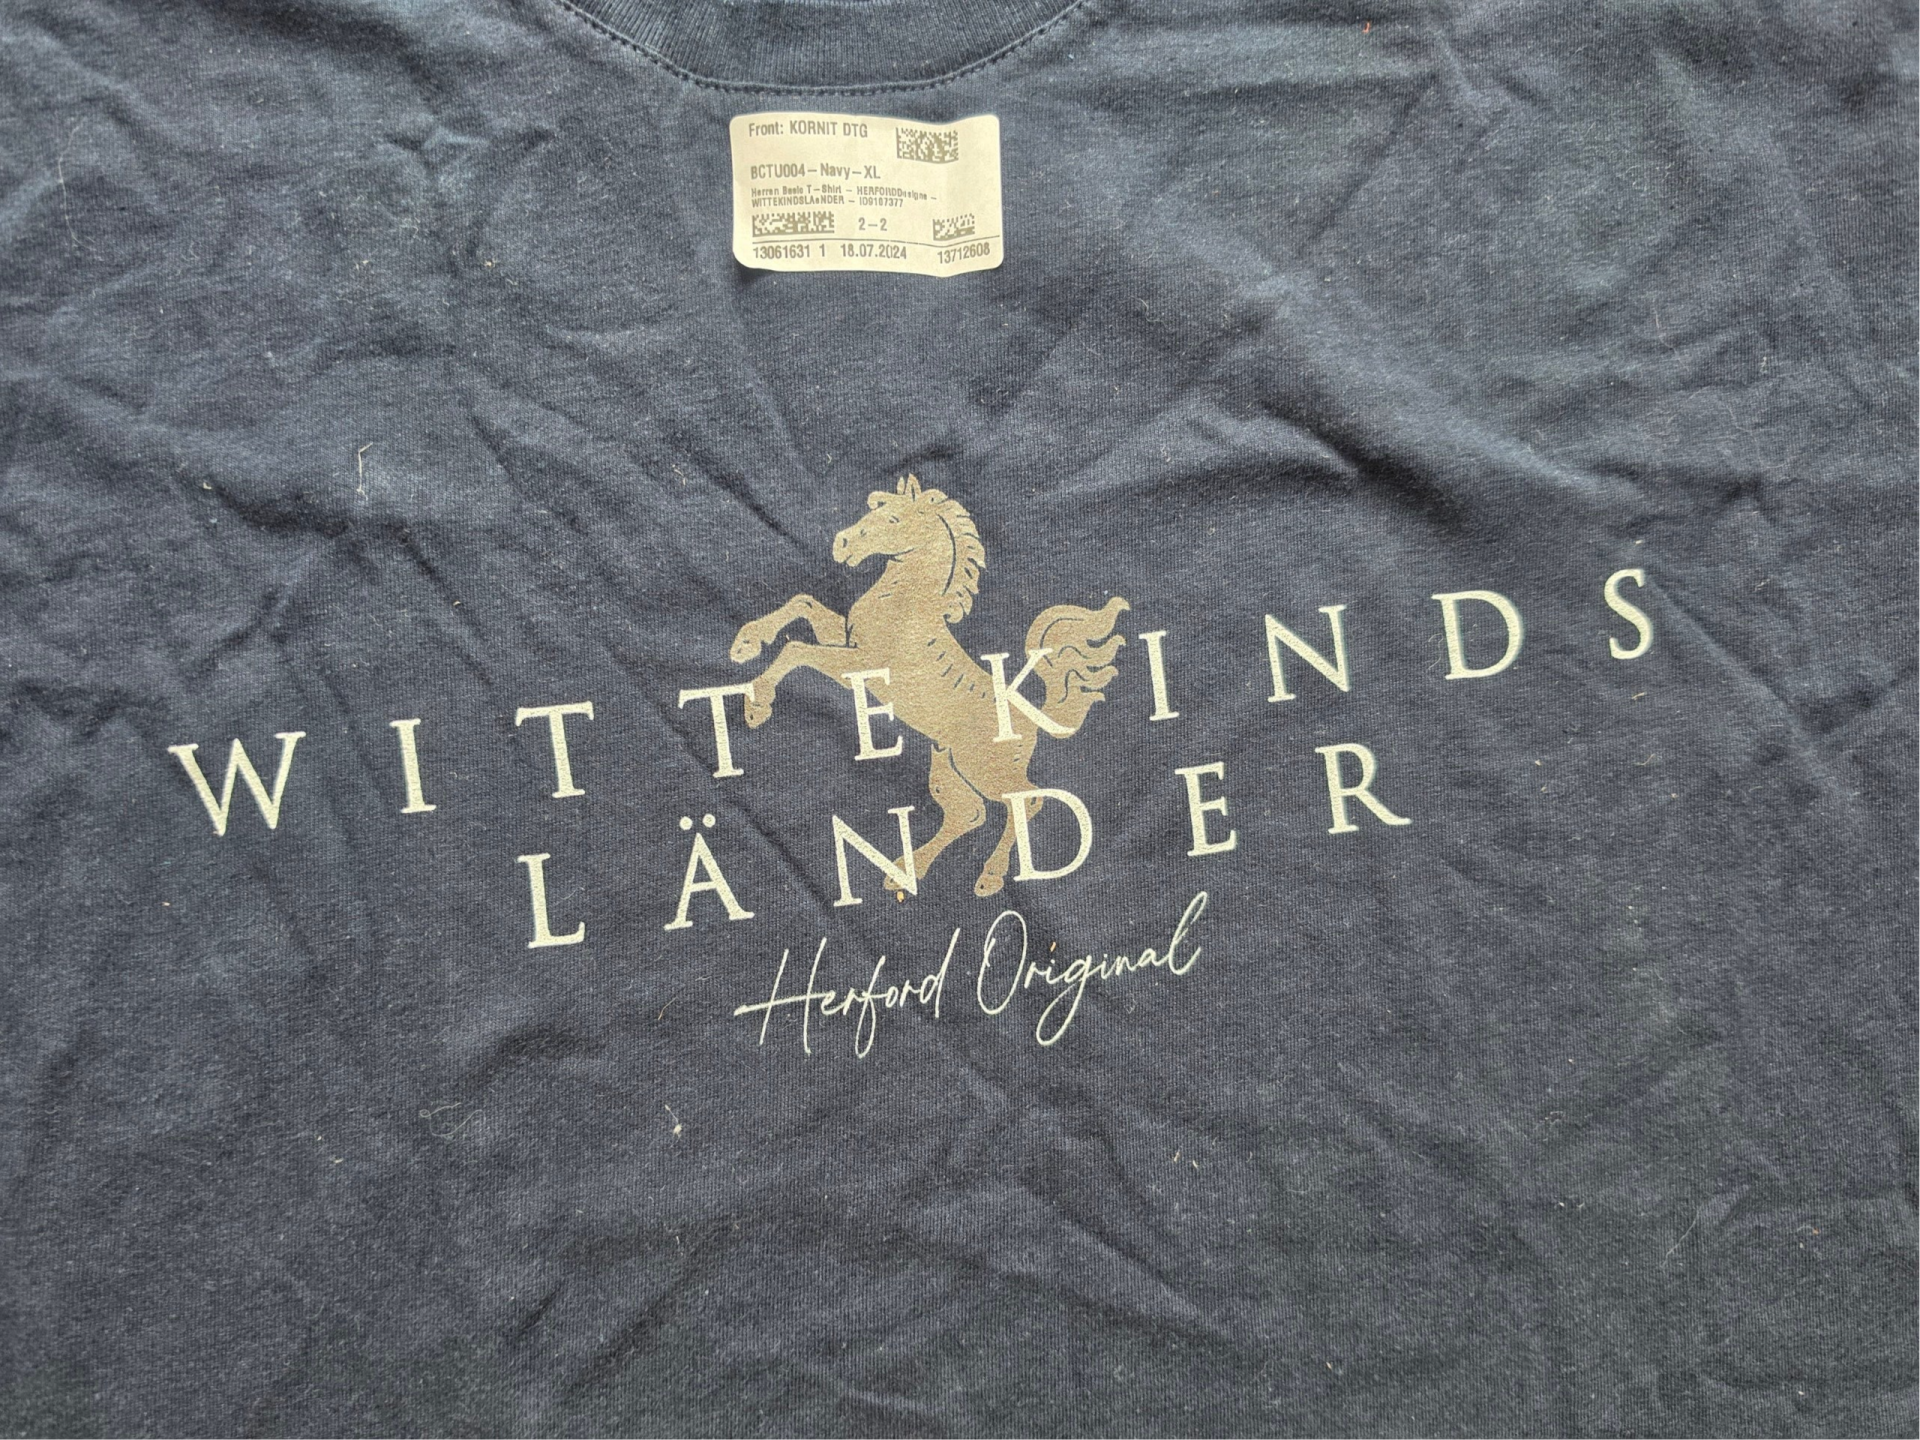 Front: KORNIT DTG
BCTU004-Navy-XL
Herren Basic T-Shirt - HERFORDDesigns -
WITTEKINDSLAeNDER - ID9187377
2-2
13061631 1 18.07.2024 13712608
WITTEKINDS
LÄNDER
Herford Original